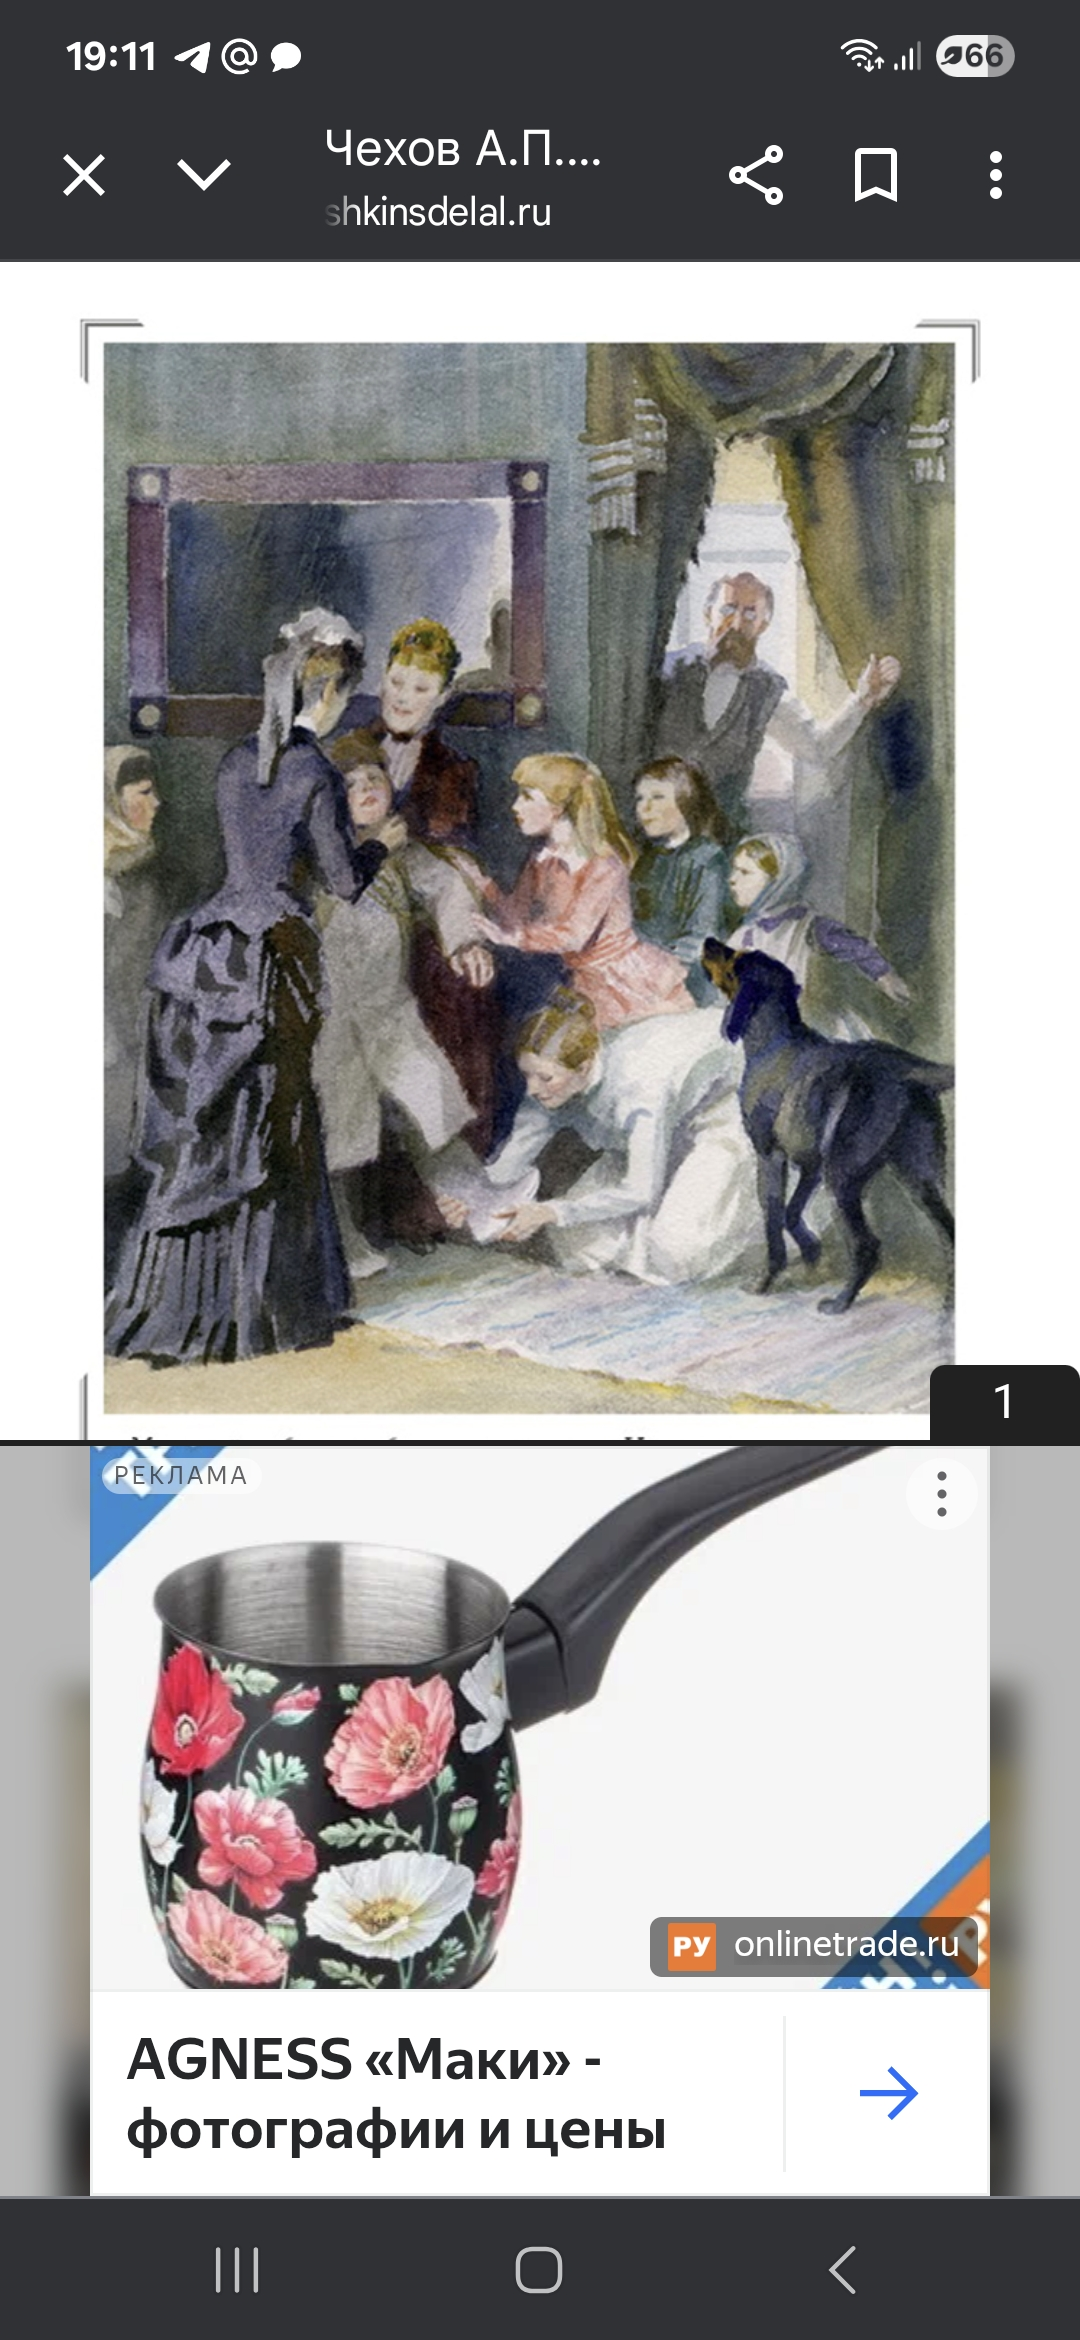 19:11
66
Чехов А.П....
shkinsdelal.ru
1
РЕКЛАМА
РУ onlinetrade.ru
AGNESS «Маки» -
фотографии и цены